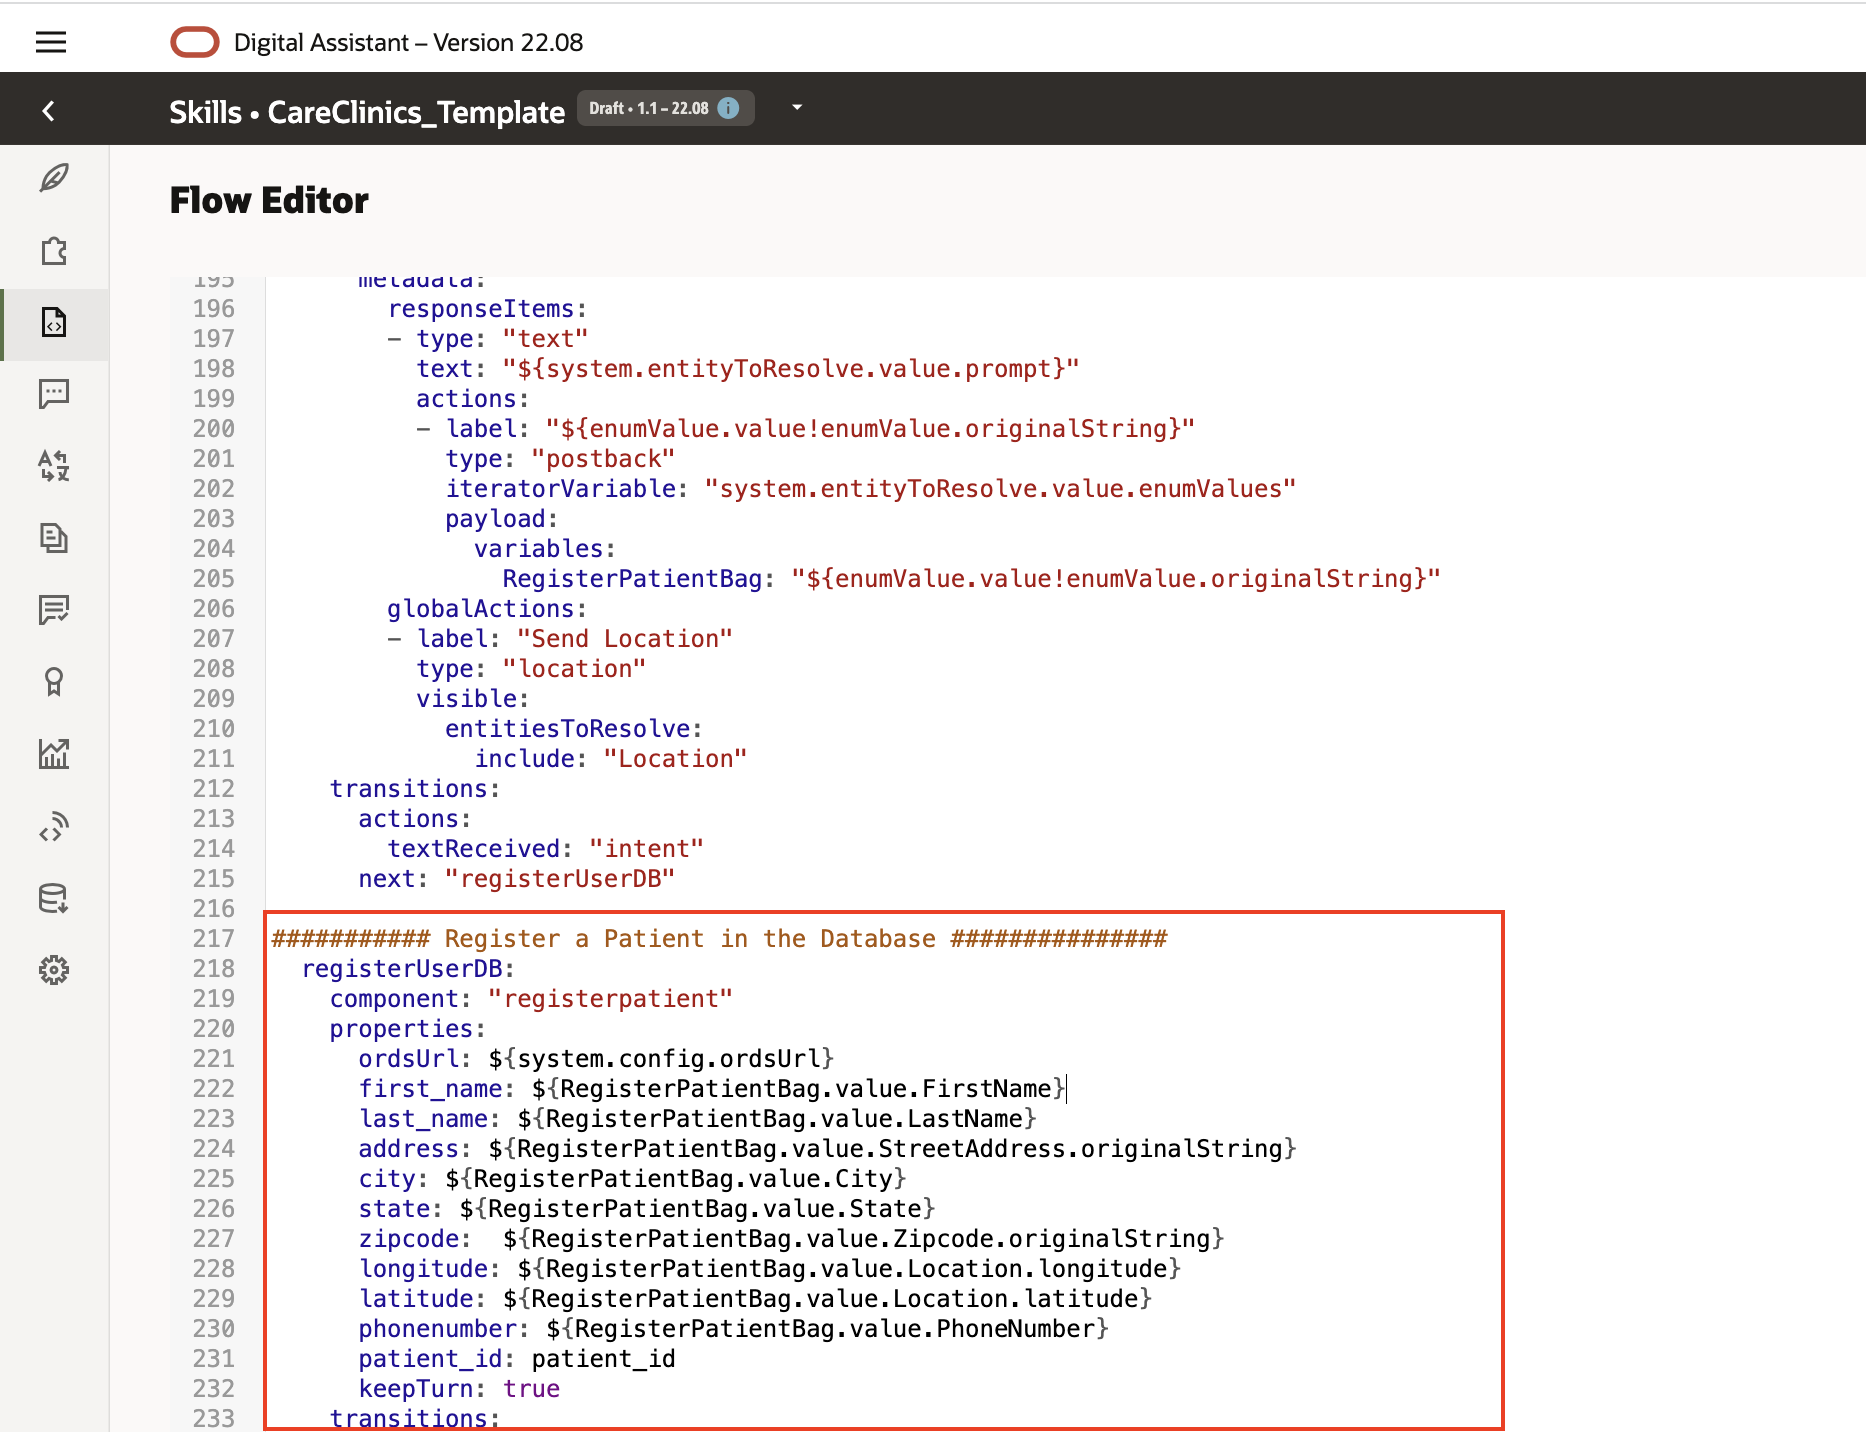 Digital Assistant – Version 22.08
Skills • CareClinics_Template Draft • 1.1 – 22.08 i
Flow Editor
195 metadata:
196 responseItems:
197 – type: "text"
198 text: "${system.entityToResolve.value.prompt}"
199 actions:
200 – label: "${enumValue.value!enumValue.originalString}"
201 type: "postback"
202 iteratorVariable: "system.entityToResolve.value.enumValues"
203 payload:
204 variables:
205 RegisterPatientBag: "${enumValue.value!enumValue.originalString}"
206 globalActions:
207 – label: "Send Location"
208 type: "location"
209 visible:
210 entitiesToResolve:
211 include: "Location"
212 transitions:
213 actions:
214 textReceived: "intent"
215 next: "registerUserDB"
216
217 ########### Register a Patient in the Database ###############
218 registerUserDB:
219 component: "registerpatient"
220 properties:
221 ordsUrl: ${system.config.ordsUrl}
222 first_name: ${RegisterPatientBag.value.FirstName}
223 last_name: ${RegisterPatientBag.value.LastName}
224 address: ${RegisterPatientBag.value.StreetAddress.originalString}
225 city: ${RegisterPatientBag.value.City}
226 state: ${RegisterPatientBag.value.State}
227 zipcode:  ${RegisterPatientBag.value.Zipcode.originalString}
228 longitude: ${RegisterPatientBag.value.Location.longitude}
229 latitude: ${RegisterPatientBag.value.Location.latitude}
230 phonenumber: ${RegisterPatientBag.value.PhoneNumber}
231 patient_id: patient_id
232 keepTurn: true
233 transitions: